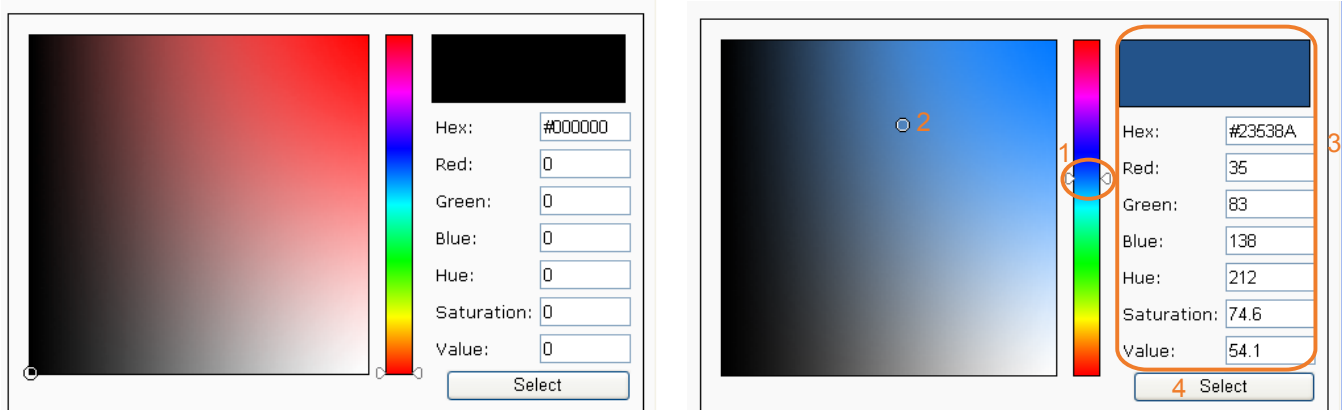 Hex: #000000
Red: 0
Green: 0
Blue: 0
Hue: 0
Saturation: 0
Value: 0
Select
2
1
3
Hex: #23538A
Red: 35
Green: 83
Blue: 138
Hue: 212
Saturation: 74.6
Value: 54.1
4 Select